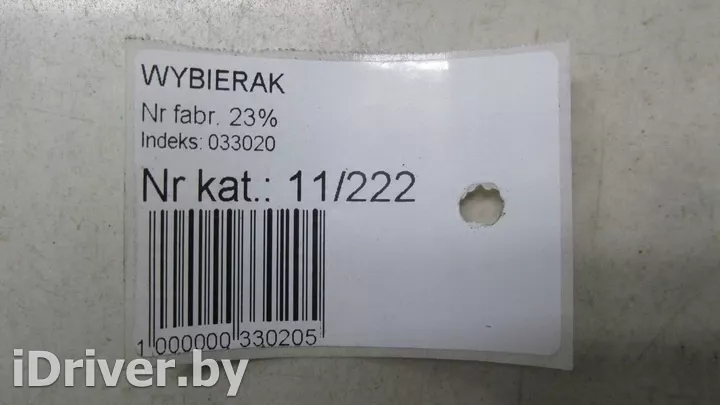 WYBIERAK
Nr fabr. 23%
Indeks: 033020
Nr kat.: 11/222
1 000000 330205
iDriver.by